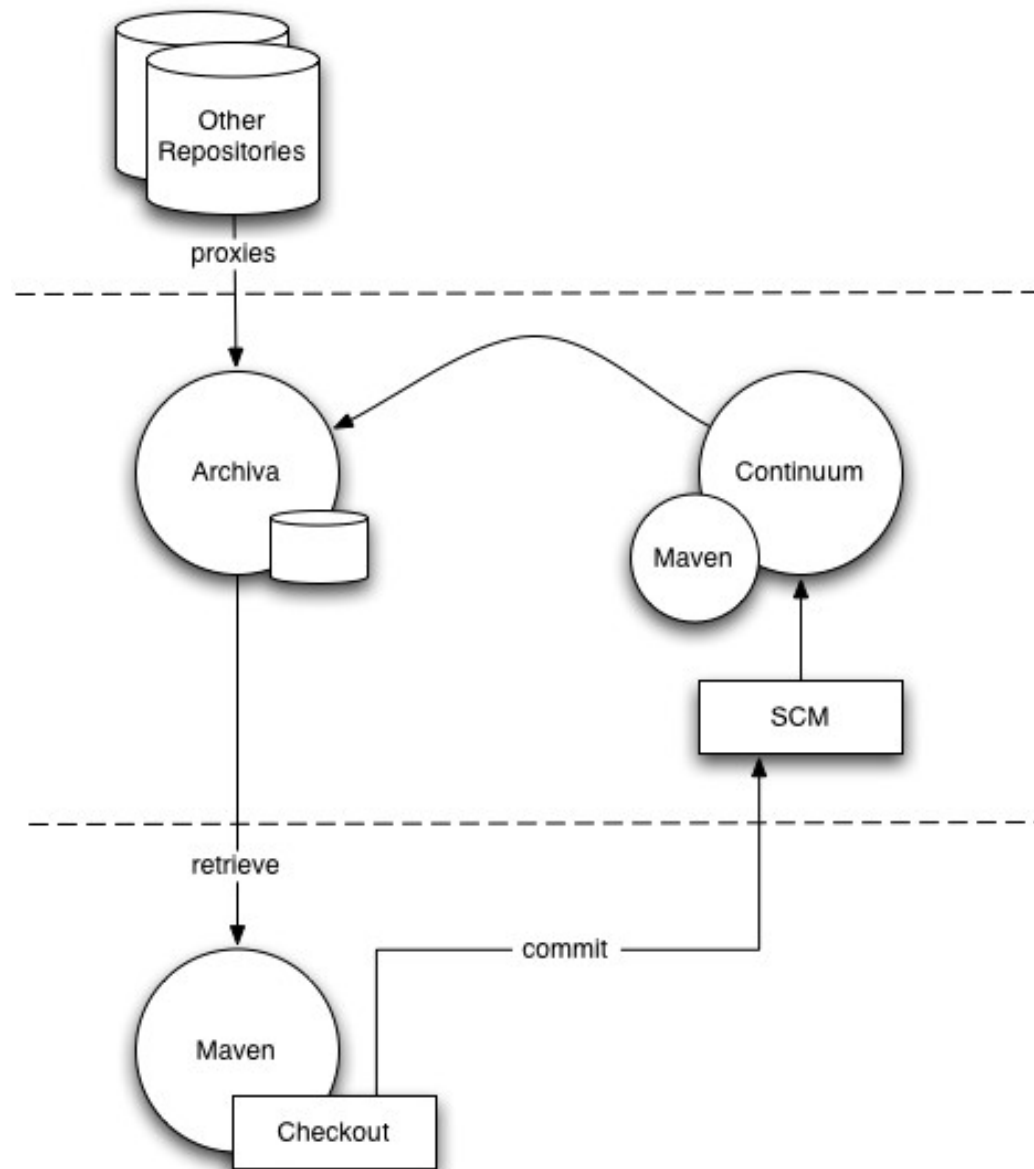 Other
Repositories
proxies
Archiva
Continuum
Maven
SCM
retrieve
commit
Maven
Checkout